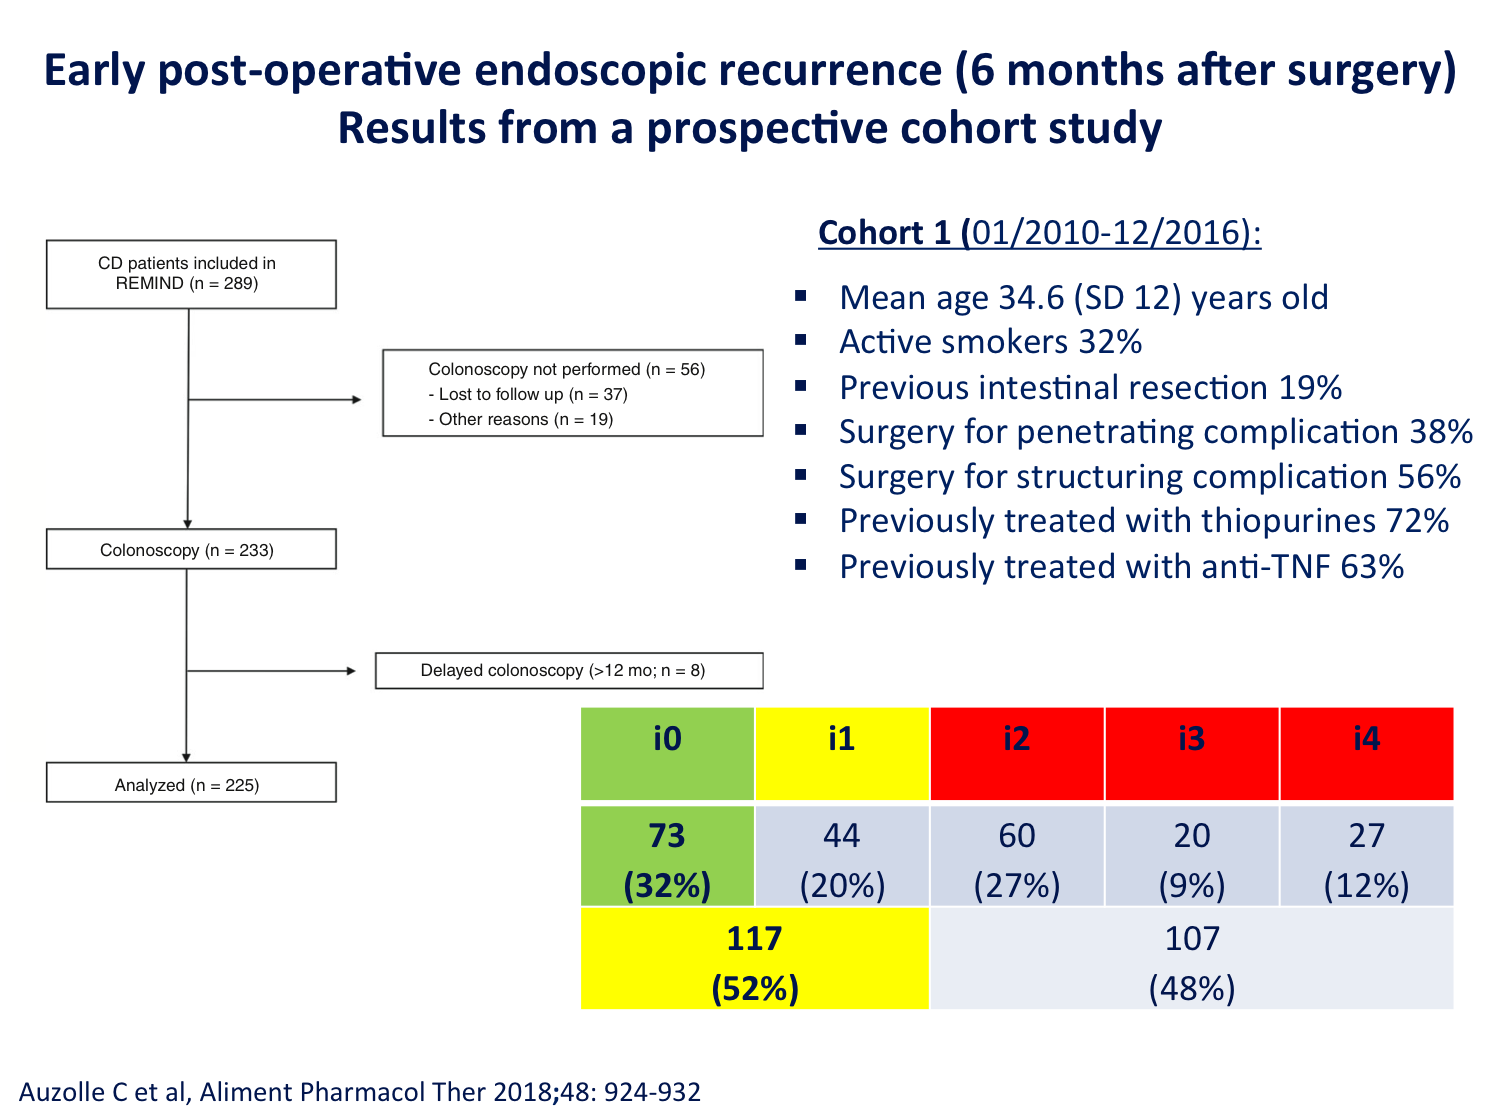 Early post-operative endoscopic recurrence (6 months after surgery)
Results from a prospective cohort study
CD patients included in
REMIND (n = 289)
Colonoscopy not performed (n = 56)
- Lost to follow up (n = 37)
- Other reasons (n = 19)
Colonoscopy (n = 233)
Delayed colonoscopy (>12 mo; n = 8)
Analyzed (n = 225)
Cohort 1 (01/2010-12/2016):
▪ Mean age 34.6 (SD 12) years old
▪ Active smokers 32%
▪ Previous intestinal resection 19%
▪ Surgery for penetrating complication 38%
▪ Surgery for structuring complication 56%
▪ Previously treated with thiopurines 72%
▪ Previously treated with anti-TNF 63%
i0 i1 i2 i3 i4
73 44 60 20 27
(32%) (20%) (27%) (9%) (12%)
117 107
(52%) (48%)
Auzolle C et al, Aliment Pharmacol Ther 2018;48: 924-932